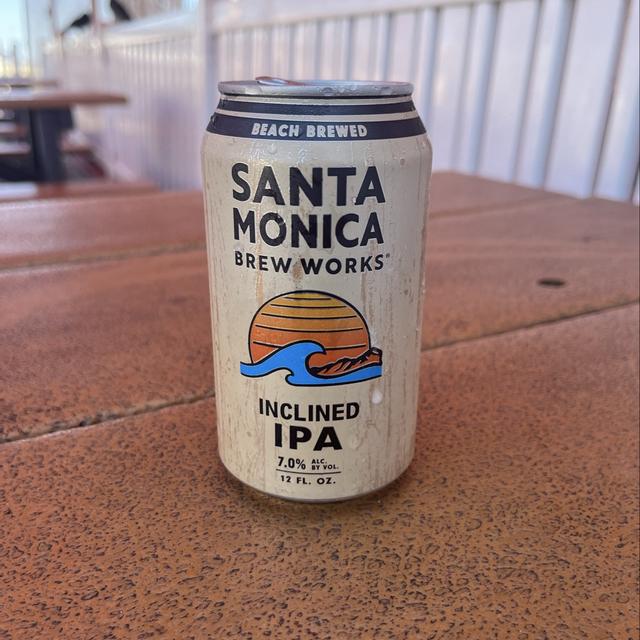 BEACH BREWED
SANTA
MONICA
BREW WORKS®
INCLINED
IPA
7.0% ALC.
BY VOL.
12 FL. OZ.